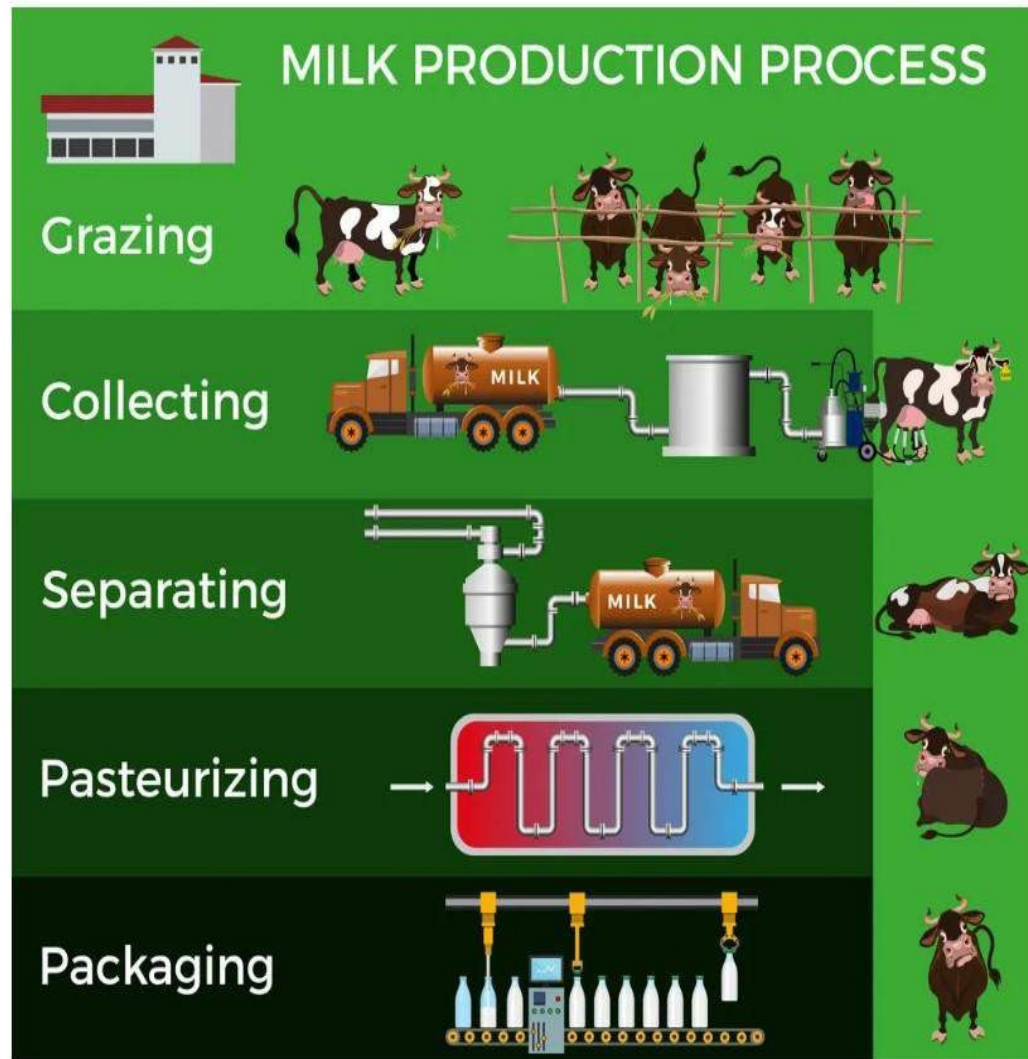 MILK PRODUCTION PROCESS
Grazing
Collecting
MILK
Separating
MILK
Pasteurizing
Packaging